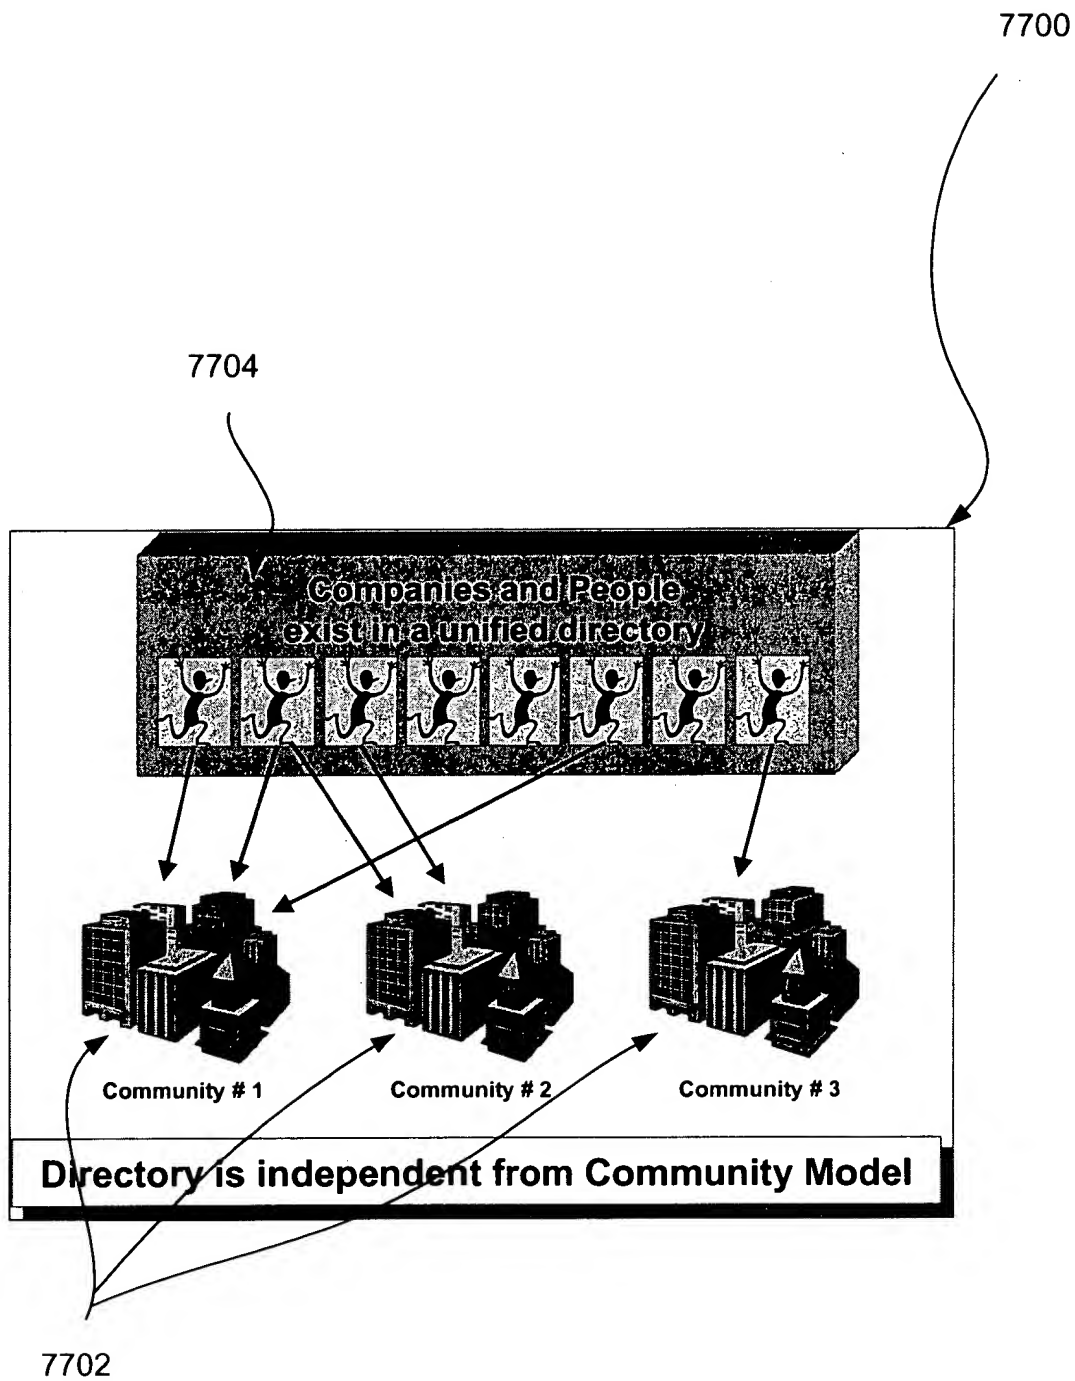 7700
7704
Companies and People
exist in a unified directory
Community # 1
Community # 2
Community # 3
Directory is independent from Community Model
7702